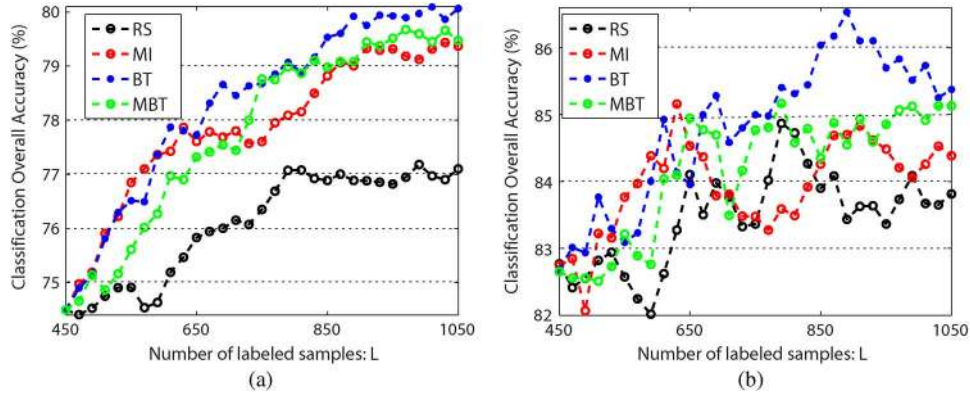 80
79
78
77
76
75
450 650 850 1050
Classification Overall Accuracy (%)
Number of labeled samples: L
RS
MI
BT
MBT
(a)
86
85
84
83
82
450 650 850 1050
Classification Overall Accuracy (%)
Number of labeled samples: L
RS
MI
BT
MBT
(b)